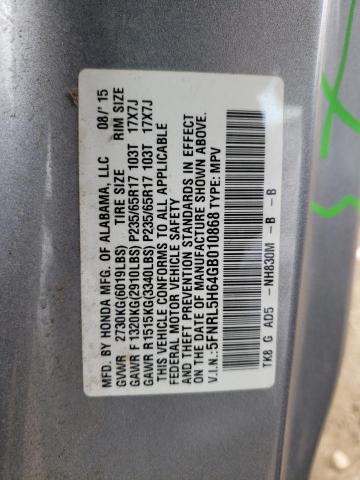 MFD. BY HONDA MFG. OF ALABAMA, LLC 08/'15
GVWR 2730KG(6019LBS) TIRE SIZE RIM SIZE
GAWR F 1320KG(2910LBS) P235/65R17 103T 17X7J
GAWR R 1515KG(3340LBS) P235/65R17 103T 17X7J
THIS VEHICLE CONFORMS TO ALL APPLICABLE
FEDERAL MOTOR VEHICLE SAFETY
AND THEFT PREVENTION STANDARDS IN EFFECT
ON THE DATE OF MANUFACTURE SHOWN ABOVE.
V.I.N.:5FNRL5H64GB010868 TYPE: MPV
TK8 G AD5 -NH830M -B -B